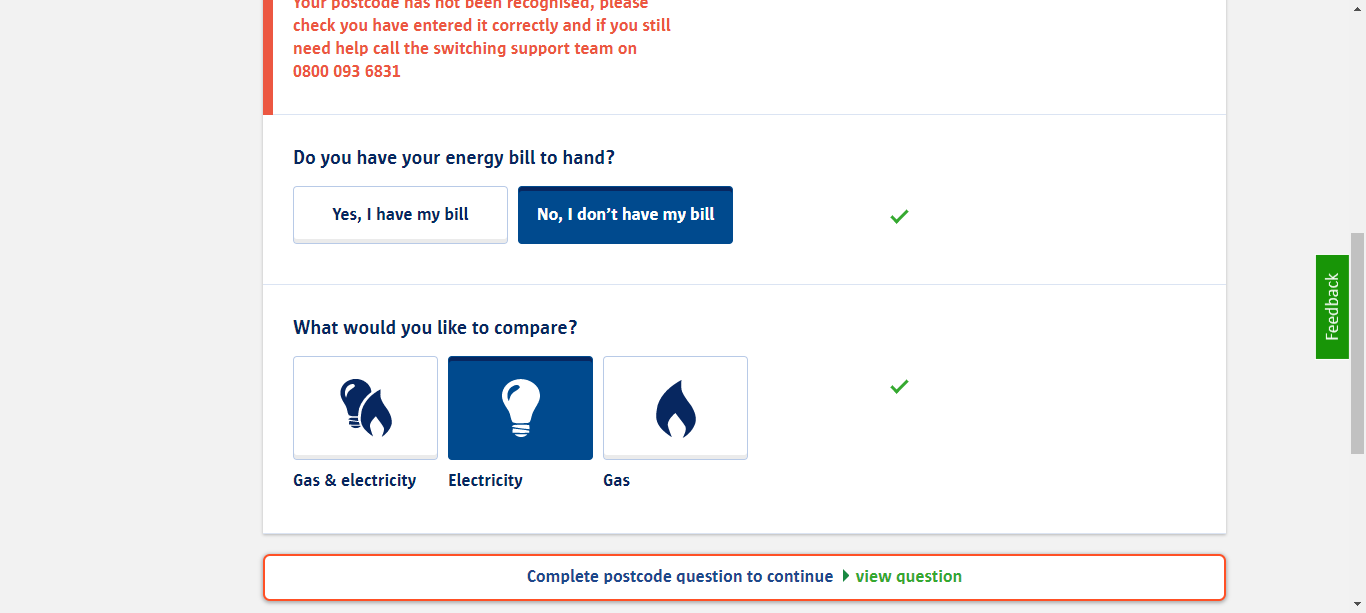 Your postcode has not been recognised, please
check you have entered it correctly and if you still
need help call the switching support team on
0800 093 6831
Do you have your energy bill to hand?
Yes, I have my bill
No, I don’t have my bill
What would you like to compare?
Gas & electricity
Electricity
Gas
Feedback
Complete postcode question to continue view question